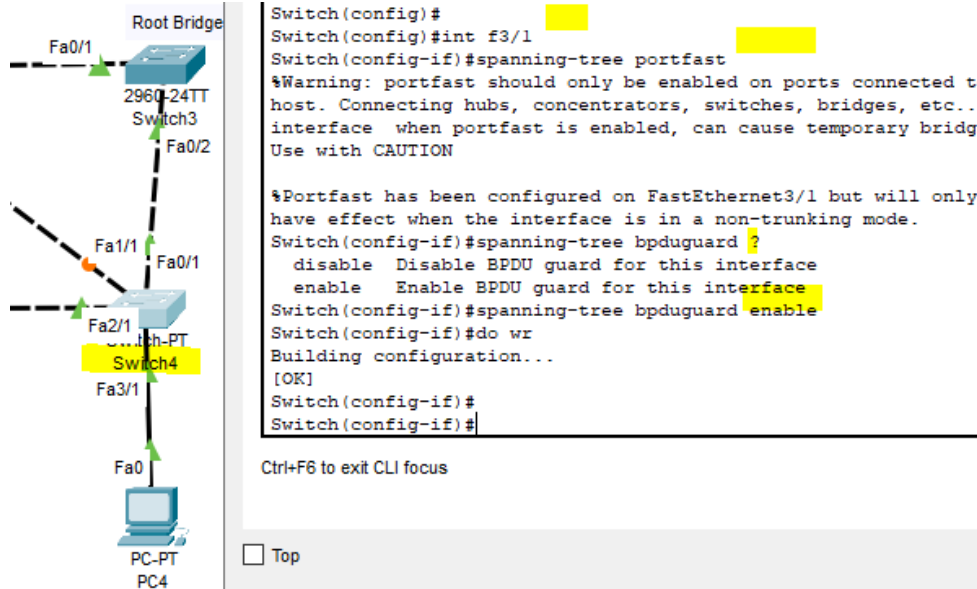 Root Bridge
Fa0/1
2960-24TT
Switch3
Fa0/2
Fa1/1
Fa0/1
Fa2/1
Switch-PT
Switch4
Fa3/1
Fa0
PC-PT
PC4
Switch(config)#
Switch(config)#int f3/1
Switch(config-if)#spanning-tree portfast
%Warning: portfast should only be enabled on ports connected t
host. Connecting hubs, concentrators, switches, bridges, etc..
interface  when portfast is enabled, can cause temporary bridg
Use with CAUTION
%Portfast has been configured on FastEthernet3/1 but will only
have effect when the interface is in a non-trunking mode.
Switch(config-if)#spanning-tree bpduguard ?
disable  Disable BPDU guard for this interface
enable   Enable BPDU guard for this interface
Switch(config-if)#spanning-tree bpduguard enable
Switch(config-if)#do wr
Building configuration...
[OK]
Switch(config-if)#
Switch(config-if)#
Ctrl+F6 to exit CLI focus
Top